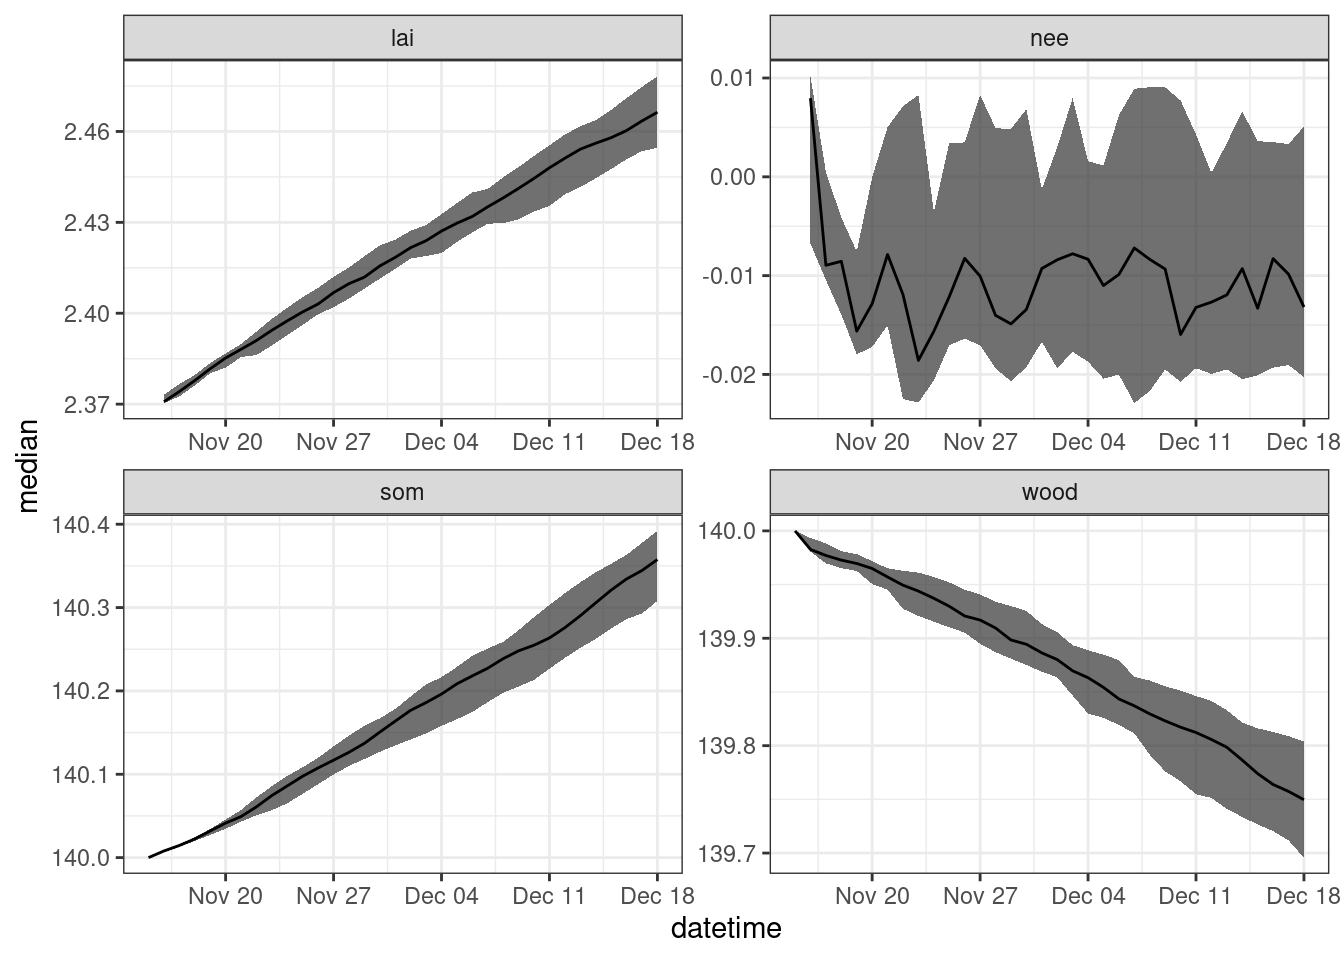 lai
nee
2.46
2.43
2.40
2.37
0.01
0.00
-0.01
-0.02
Nov 20 Nov 27 Dec 04 Dec 11 Dec 18
Nov 20 Nov 27 Dec 04 Dec 11 Dec 18
median
som
wood
140.4
140.3
140.2
140.1
140.0
140.0
139.9
139.8
139.7
Nov 20 Nov 27 Dec 04 Dec 11 Dec 18
Nov 20 Nov 27 Dec 04 Dec 11 Dec 18
datetime